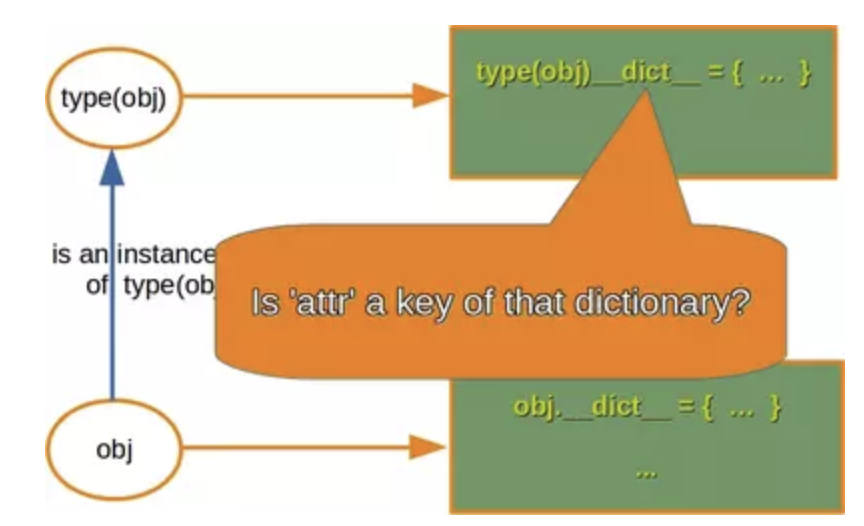 type(obj)
type(obj)__dict__ = { ... }
is an instance
of type(ob
Is 'attr' a key of that dictionary?
obj.__dict__ = { ... }
...
obj